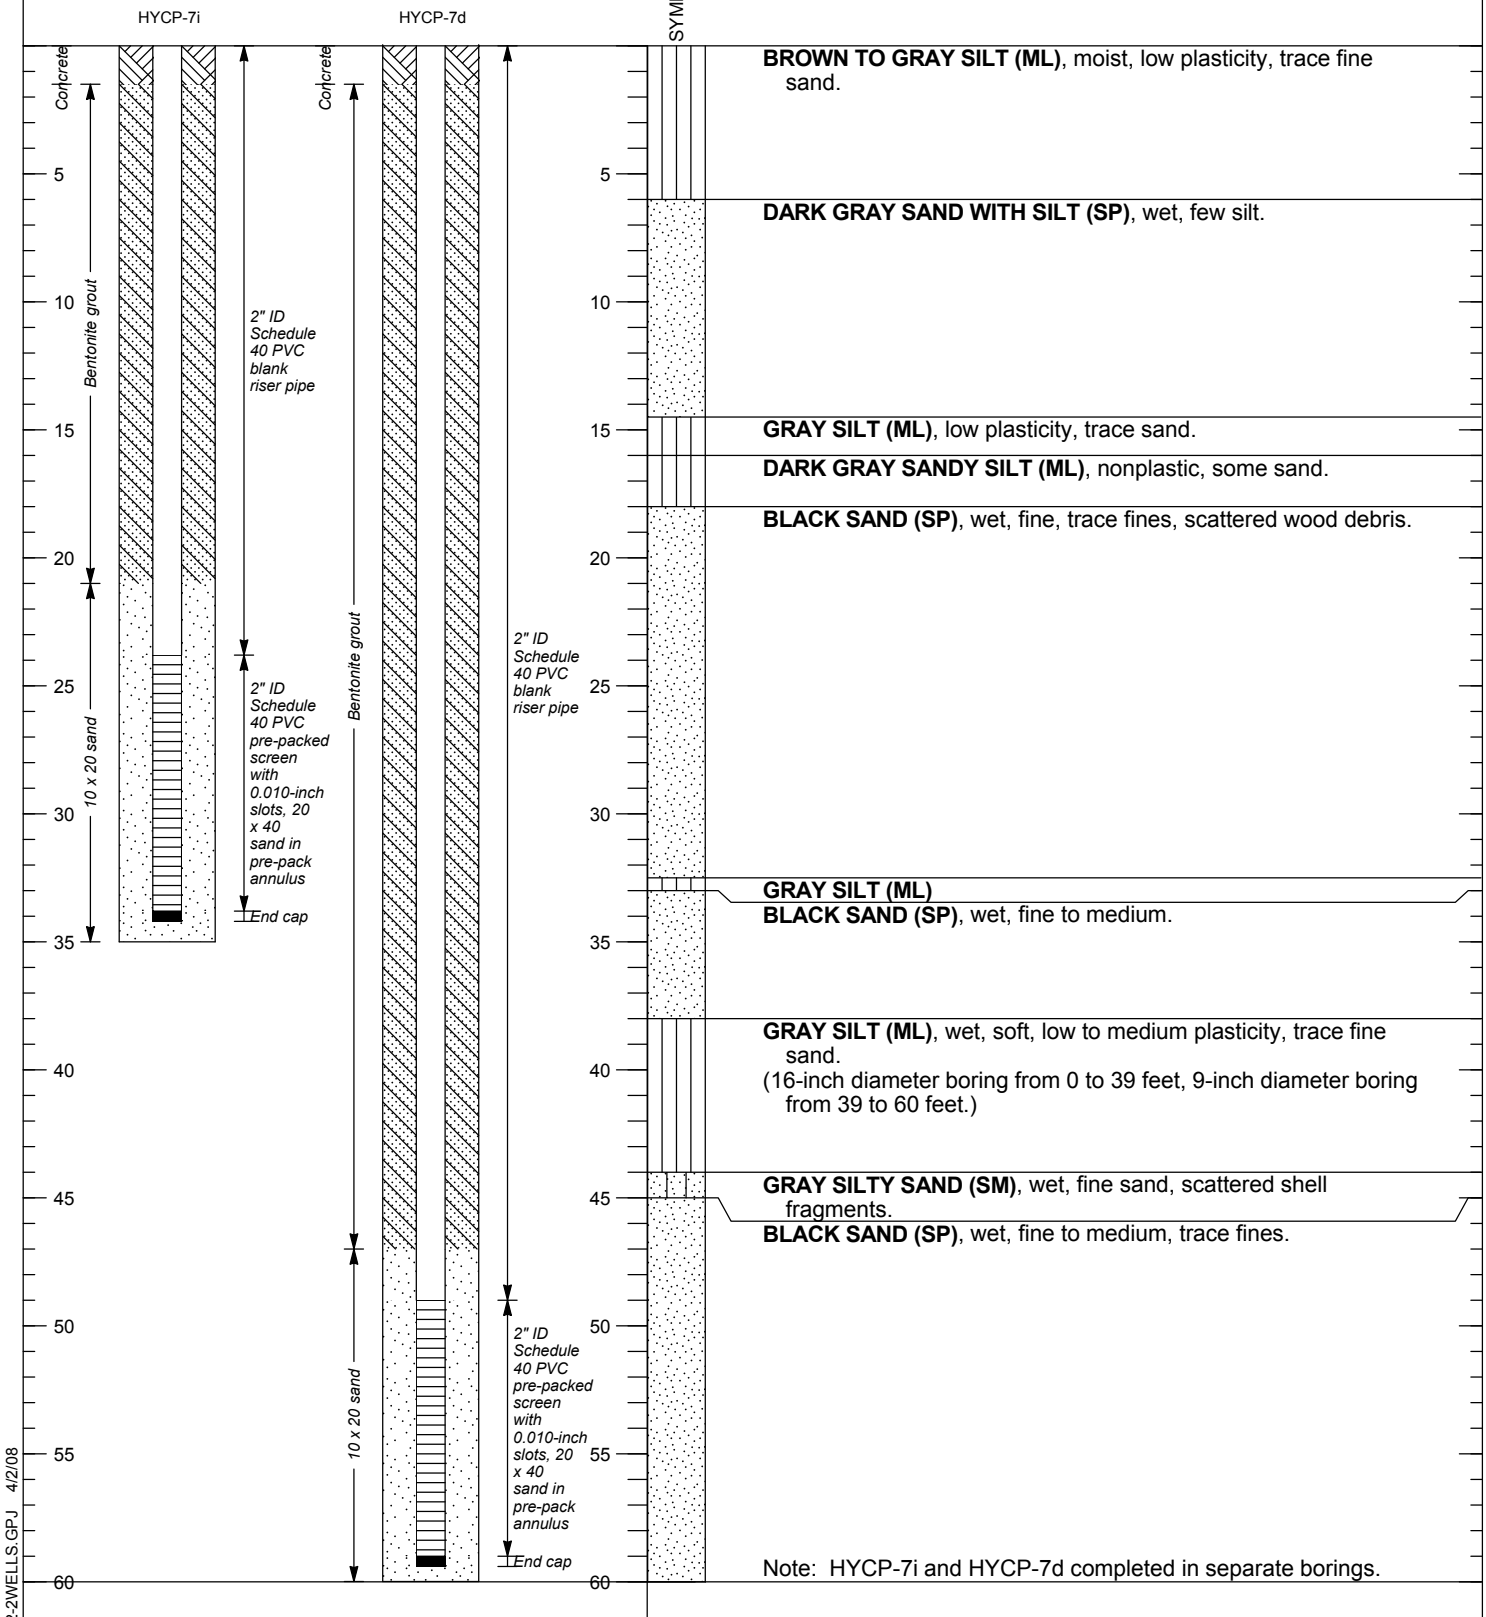 HYCP-7i
HYCP-7d
SYM
Concrete
Concrete
BROWN TO GRAY SILT (ML), moist, low plasticity, trace fine
sand.
5
5
DARK GRAY SAND WITH SILT (SP), wet, few silt.
Bentonite grout
10
10
2" ID
Schedule
40 PVC
blank
riser pipe
15
15
GRAY SILT (ML), low plasticity, trace sand.
DARK GRAY SANDY SILT (ML), nonplastic, some sand.
BLACK SAND (SP), wet, fine, trace fines, scattered wood debris.
20
20
Bentonite grout
2" ID
Schedule
40 PVC
blank
riser pipe
25
25
2" ID
Schedule
40 PVC
pre-packed
screen
with
0.010-inch
slots, 20
x 40
sand in
pre-pack
annulus
10 x 20 sand
30
30
GRAY SILT (ML)
End cap
BLACK SAND (SP), wet, fine to medium.
35
35
GRAY SILT (ML), wet, soft, low to medium plasticity, trace fine
sand.
40
40
(16-inch diameter boring from 0 to 39 feet, 9-inch diameter boring
from 39 to 60 feet.)
45
45
GRAY SILTY SAND (SM), wet, fine sand, scattered shell
fragments.
BLACK SAND (SP), wet, fine to medium, trace fines.
50
50
2" ID
Schedule
40 PVC
pre-packed
screen
with
0.010-inch
slots, 20
x 40
sand in
pre-pack
annulus
10 x 20 sand
55
55
End cap
Note: HYCP-7i and HYCP-7d completed in separate borings.
60
60
2-2WELLS.GPJ 4/2/08